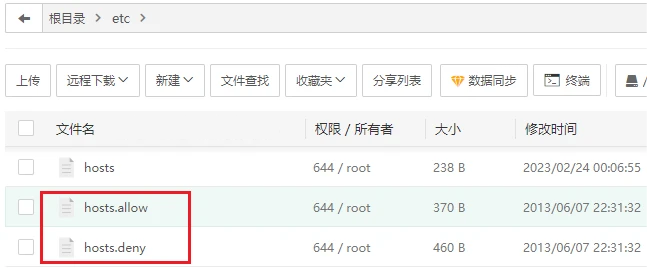 根目录 > etc >
上传 远程下载 新建 文件查找 收藏夹 分享列表 数据同步 终端 /
文件名 权限 / 所有者 大小 修改时间
hosts 644 / root 238 B 2023/02/24 00:06:55
hosts.allow 644 / root 370 B 2013/06/07 22:31:32
hosts.deny 644 / root 460 B 2013/06/07 22:31:32